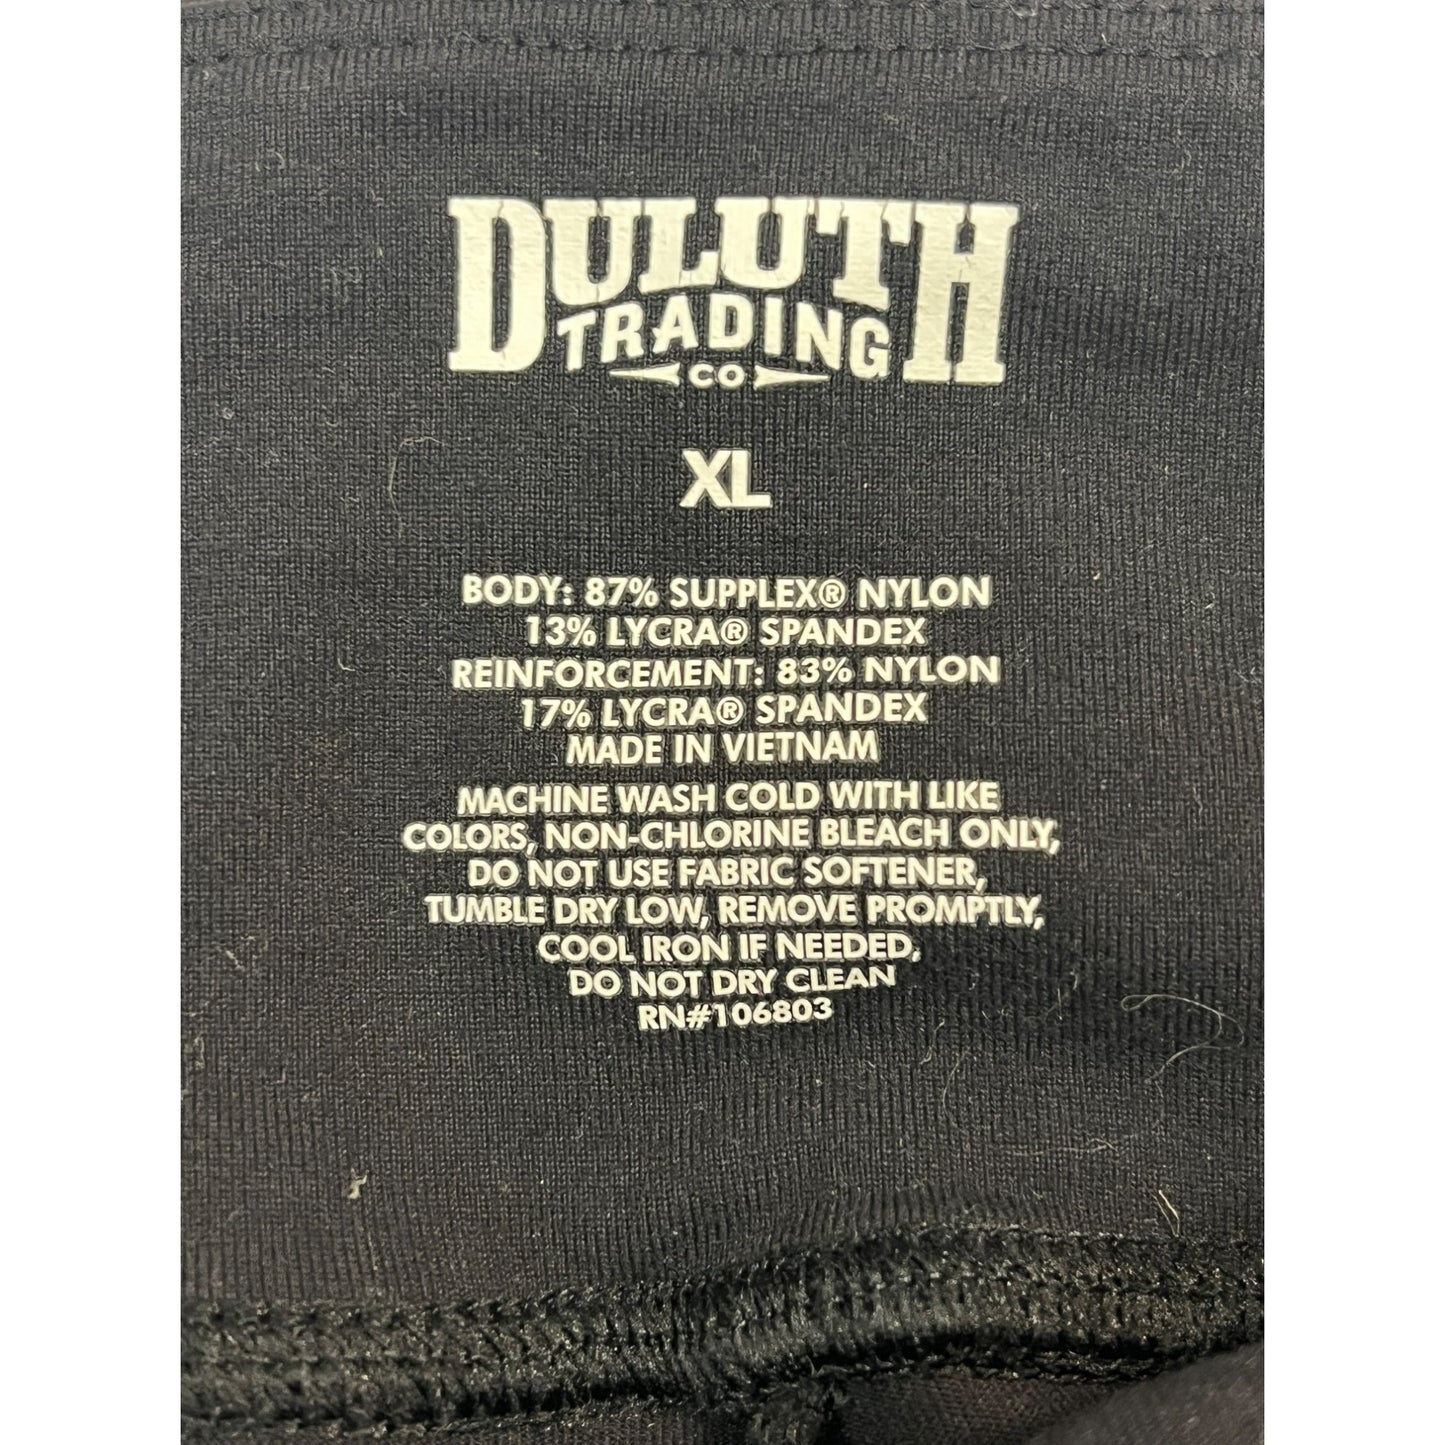 DULUTH
TRADING
CO
XL
BODY: 87% SUPPLEX® NYLON
13% LYCRA® SPANDEX
REINFORCEMENT: 83% NYLON
17% LYCRA® SPANDEX
MADE IN VIETNAM
MACHINE WASH COLD WITH LIKE
COLORS, NON-CHLORINE BLEACH ONLY,
DO NOT USE FABRIC SOFTENER,
TUMBLE DRY LOW, REMOVE PROMPTLY,
COOL IRON IF NEEDED,
DO NOT DRY CLEAN
RN#106803